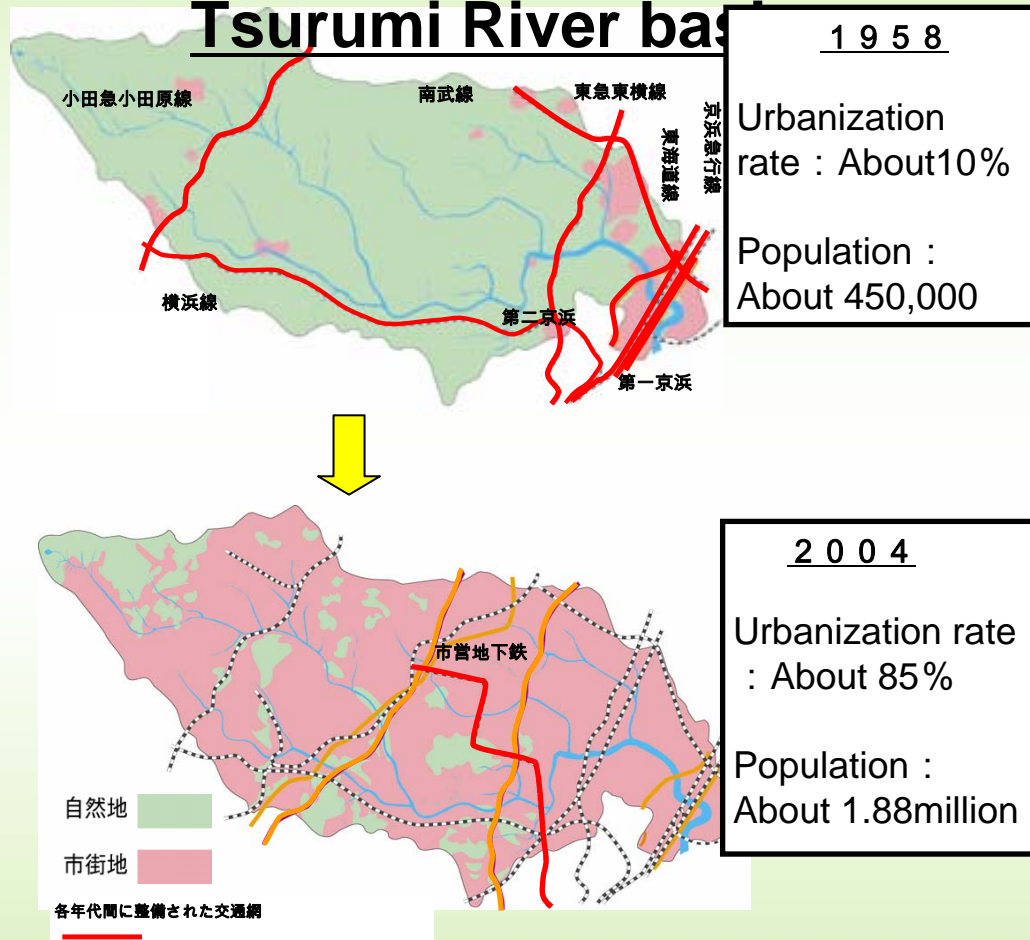 Tsurumi River bas
1958
Urbanization
rate：About10%
Population：
About 450,000
小田急小田原線
南武線
東急東横線
東海道線
京浜急行線
横浜線
第二京浜
第一京浜
2004
Urbanization rate
：About 85%
Population：
About 1.88million
市営地下鉄
自然地
市街地
各年代間に整備された交通網